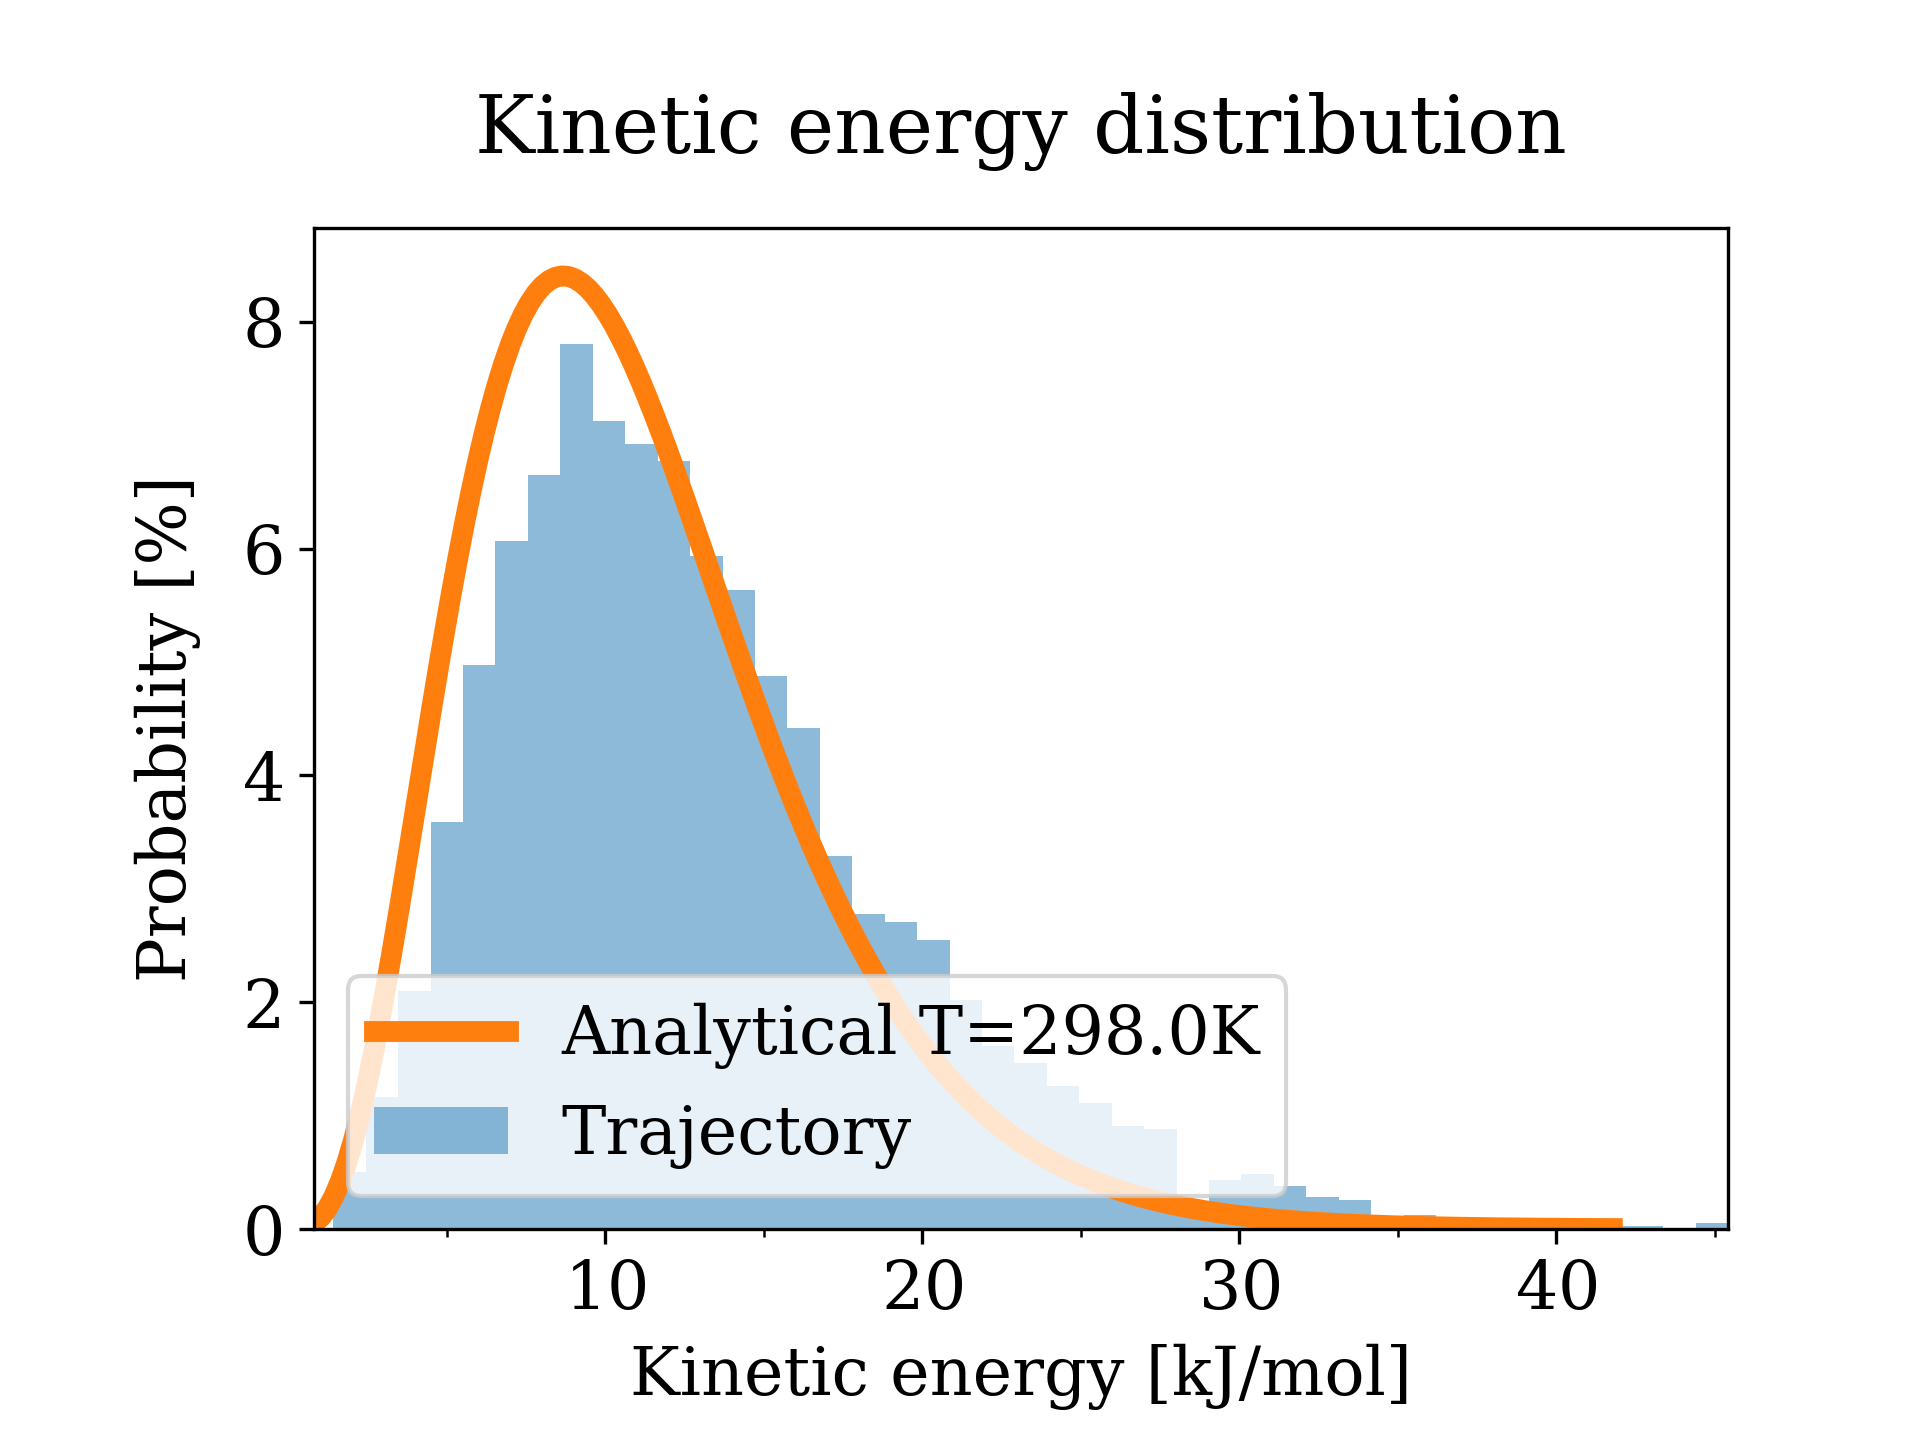 Kinetic energy distribution
Probability [%]
8
6
4
2
0
Analytical T=298.0K
Trajectory
10 20 30 40
Kinetic energy [kJ/mol]